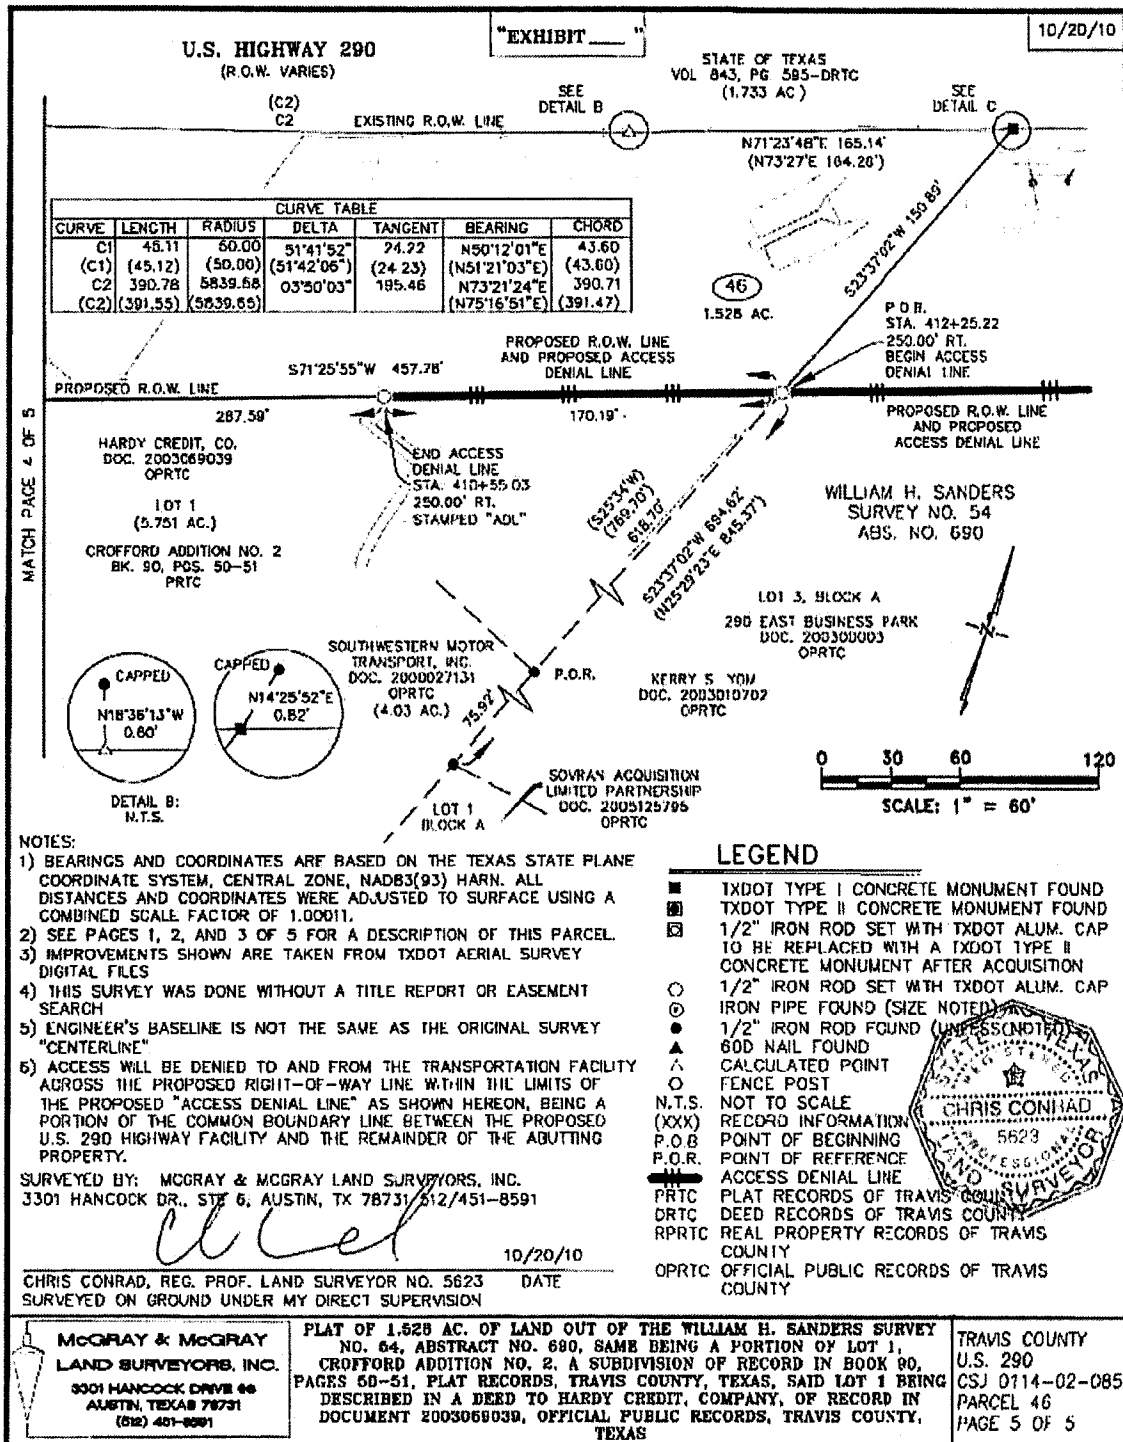 "EXHIBIT ___ "
10/20/10
U.S. HIGHWAY 290
(R.O.W. VARIES)
STATE OF TEXAS
VOL 843, PG 595-DRTC
(1.733 AC )
(C2)
C2
EXISTING R.O.W. LINE
SEE
DETAIL B
SEE
DETAIL C
N71°23'48"E 165.14'
(N73°27'E 164.28')
CURVE TABLE
CURVE LENGTH RADIUS DELTA TANGENT BEARING CHORD
C1 45.11 50.00 51°41'52" 24.22 N50°12'01"E 43.60
(C1) (45.12) (50.00) (51°42'06") (24 23) (N51°21'03"E) (43.60)
C2 390.78 5839.58 03°50'03" 195.46 N73°21'24"E 390.71
(C2) (391.55) (5839.65) (N75°16'51"E) (391.47)
S23°37'02"W 150.89'
46
1.528 AC.
P O R.
STA. 412+25.22
250.00' RT.
BEGIN ACCESS
DENIAL LINE
PROPOSED R.O.W. LINE
AND PROPOSED ACCESS
DENIAL LINE
S71°25'55"W 457.78'
PROPOSED R.O.W. LINE
287.59'
170.19'
PROPOSED R.O.W. LINE
AND PROPOSED
ACCESS DENIAL LINE
MATCH PAGE 4 OF 5
HARDY CREDIT, CO.
DOC. 2003069039
OPRTC
LOT 1
(5.751 AC.)
CROFFORD ADDITION NO. 2
BK. 90, PGS. 50-51
PRTC
END ACCESS
DENIAL LINE
STA. 410+55.03
250.00' RT.
STAMPED "ADL"
(S25°34'W)
(769.70')
618.70'
S23°37'02"W 694.62'
(N25°29'23"E 845.37')
WILLIAM H. SANDERS
SURVEY NO. 54
ABS. NO. 690
LOT 3, BLOCK A
290 EAST BUSINESS PARK
DOC. 200300003
OPRTC
N
KERRY S YOM
DOC. 2003010702
OPRTC
SOUTHWESTERN MOTOR
TRANSPORT, INC.
DOC. 2000027131
OPRTC
(4.03 AC.)
P.O.R.
75.92'
CAPPED
N18°36'13"W
0.60'
CAPPED
N14°25'52"E
0.82'
DETAIL B:
N.T.S.
LOT 1
BLOCK A
SOVRAN ACQUISITION
LIMITED PARTNERSHIP
DOC. 2005125795
OPRTC
0 30 60 120
SCALE: 1" = 60'
NOTES:
1) BEARINGS AND COORDINATES ARE BASED ON THE TEXAS STATE PLANE
COORDINATE SYSTEM, CENTRAL ZONE, NAD83(93) HARN. ALL
DISTANCES AND COORDINATES WERE ADJUSTED TO SURFACE USING A
COMBINED SCALE FACTOR OF 1.00011.
2) SEE PAGES 1, 2, AND 3 OF 5 FOR A DESCRIPTION OF THIS PARCEL.
3) IMPROVEMENTS SHOWN ARE TAKEN FROM TXDOT AERIAL SURVEY
DIGITAL FILES
4) THIS SURVEY WAS DONE WITHOUT A TITLE REPORT OR EASEMENT
SEARCH
5) ENGINEER'S BASELINE IS NOT THE SAME AS THE ORIGINAL SURVEY
"CENTERLINE"
6) ACCESS WILL BE DENIED TO AND FROM THE TRANSPORTATION FACILITY
ACROSS THE PROPOSED RIGHT-OF-WAY LINE WITHIN THE LIMITS OF
THE PROPOSED "ACCESS DENIAL LINE" AS SHOWN HEREON, BEING A
PORTION OF THE COMMON BOUNDARY LINE BETWEEN THE PROPOSED
U.S. 290 HIGHWAY FACILITY AND THE REMAINDER OF THE ABUTTING
PROPERTY.
SURVEYED BY: McGRAY & McGRAY LAND SURVEYORS, INC.
3301 HANCOCK DR., STE 6, AUSTIN, TX 78731/512/451-8591
10/20/10
CHRIS CONRAD, REG. PROF. LAND SURVEYOR NO. 5623 DATE
SURVEYED ON GROUND UNDER MY DIRECT SUPERVISION
LEGEND
TXDOT TYPE I CONCRETE MONUMENT FOUND
TXDOT TYPE II CONCRETE MONUMENT FOUND
1/2" IRON ROD SET WITH TXDOT ALUM. CAP
TO BE REPLACED WITH A TXDOT TYPE II
CONCRETE MONUMENT AFTER ACQUISITION
1/2" IRON ROD SET WITH TXDOT ALUM. CAP
IRON PIPE FOUND (SIZE NOTED)
1/2" IRON ROD FOUND (UNLESS NOTED)
60D NAIL FOUND
CALCULATED POINT
FENCE POST
N.T.S. NOT TO SCALE
(XXX) RECORD INFORMATION
P.O.B POINT OF BEGINNING
P.O.R. POINT OF REFERENCE
ACCESS DENIAL LINE
PRTC PLAT RECORDS OF TRAVIS COUNTY
DRTC DEED RECORDS OF TRAVIS COUNTY
RPRTC REAL PROPERTY RECORDS OF TRAVIS
COUNTY
OPRTC OFFICIAL PUBLIC RECORDS OF TRAVIS
COUNTY
STATE OF TEXAS
REGISTERED
CHRIS CONRAD
5623
PROFESSIONAL
LAND SURVEYOR
McGRAY & McGRAY
LAND SURVEYORS, INC.
3301 HANCOCK DRIVE #6
AUSTIN, TEXAS 78731
(512) 451-8591
PLAT OF 1.528 AC. OF LAND OUT OF THE WILLIAM H. SANDERS SURVEY
NO. 54, ABSTRACT NO. 690, SAME BEING A PORTION OF LOT 1,
CROFFORD ADDITION NO. 2, A SUBDIVISION OF RECORD IN BOOK 90,
PAGES 50-51, PLAT RECORDS, TRAVIS COUNTY, TEXAS, SAID LOT 1 BEING
DESCRIBED IN A DEED TO HARDY CREDIT, COMPANY, OF RECORD IN
DOCUMENT 2003069039, OFFICIAL PUBLIC RECORDS, TRAVIS COUNTY,
TEXAS
TRAVIS COUNTY
U.S. 290
CSJ 0114-02-085
PARCEL 46
PAGE 5 OF 5